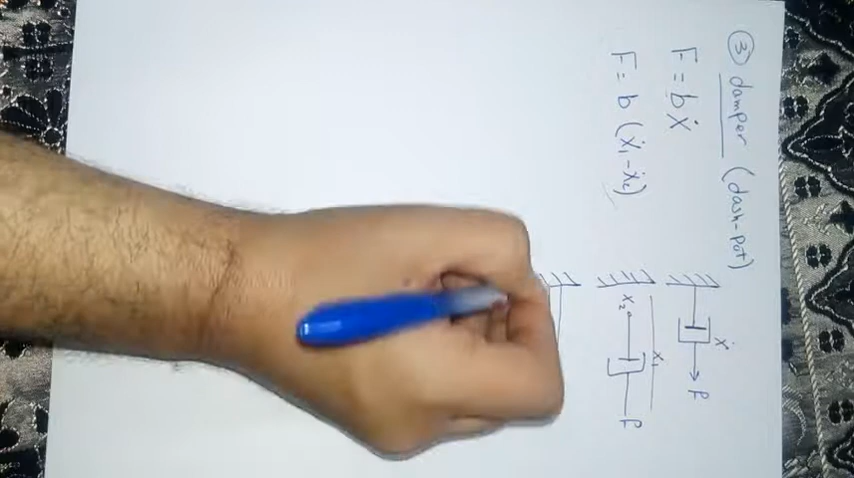 ③ damper (dash-pot)
F = bẋ
F = b (ẋ₁ - ẋ₂)
ẋ
F
x₂
x₁
F